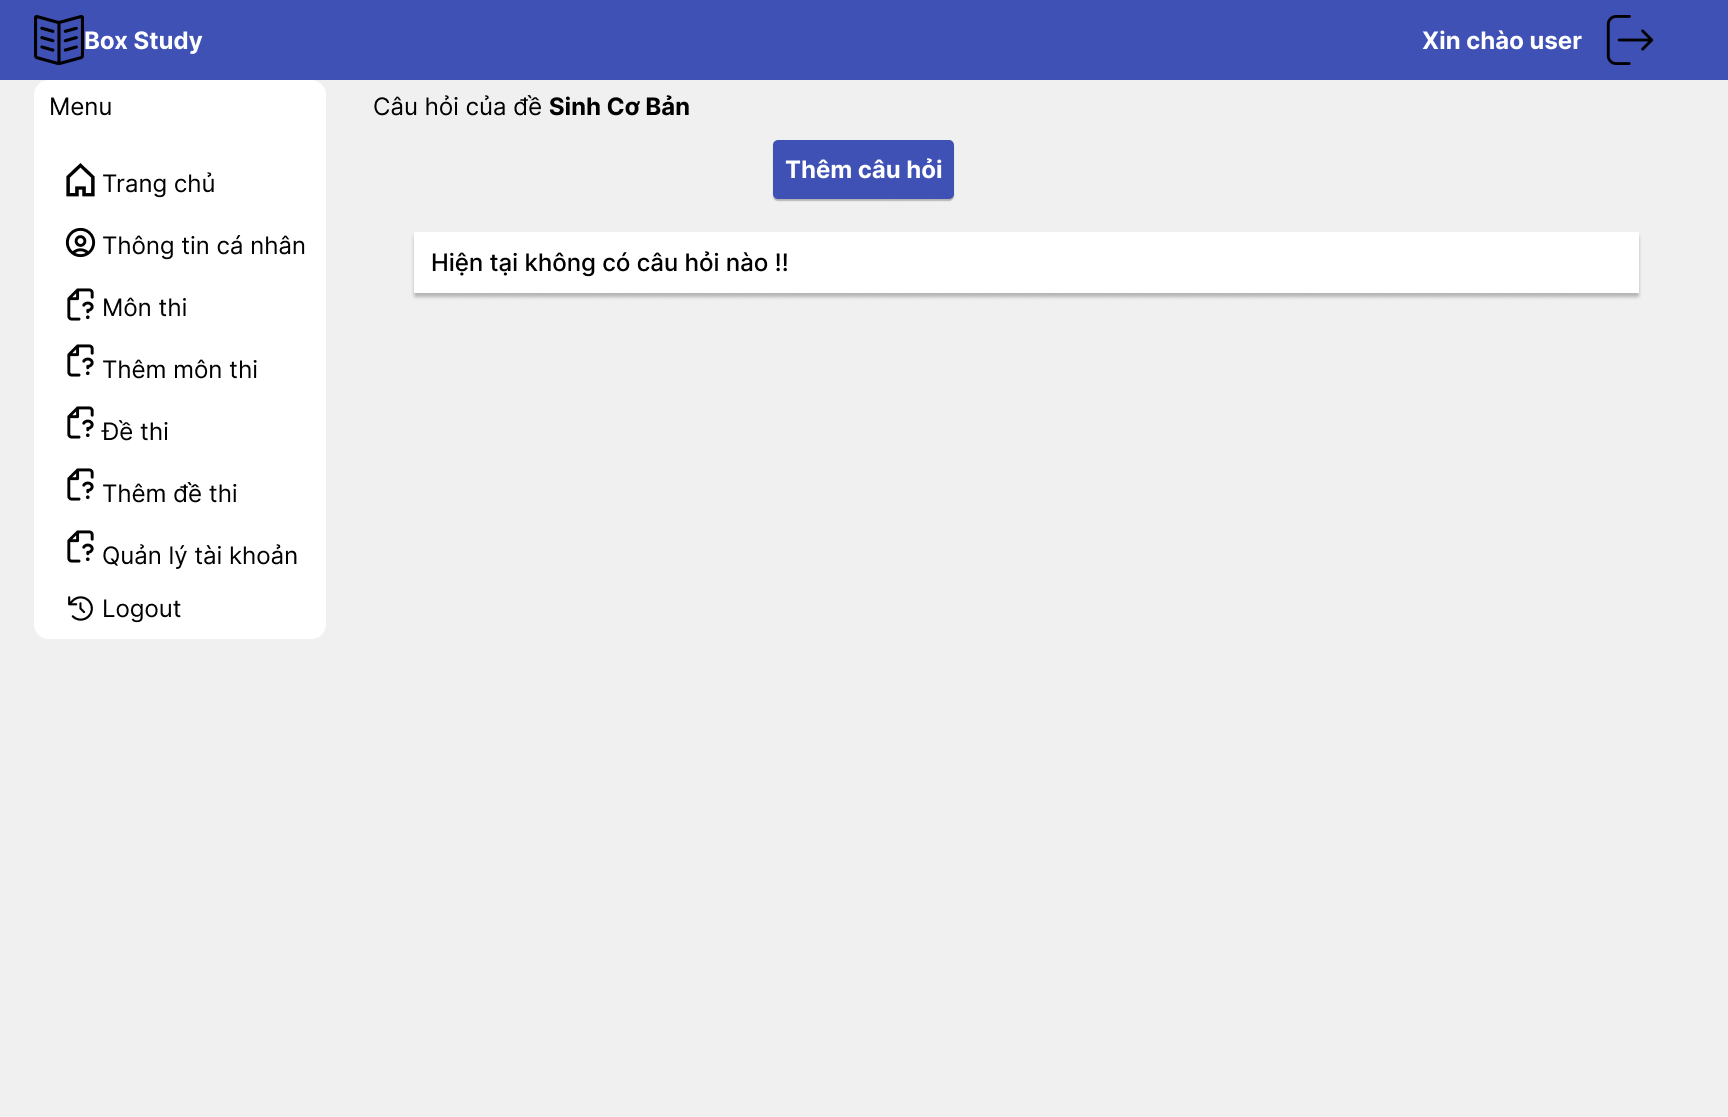 Box Study
Xin chào user
Menu
Trang chủ
Thông tin cá nhân
Môn thi
Thêm môn thi
Đề thi
Thêm đề thi
Quản lý tài khoản
Logout
Câu hỏi của đề Sinh Cơ Bản
Thêm câu hỏi
Hiện tại không có câu hỏi nào !!